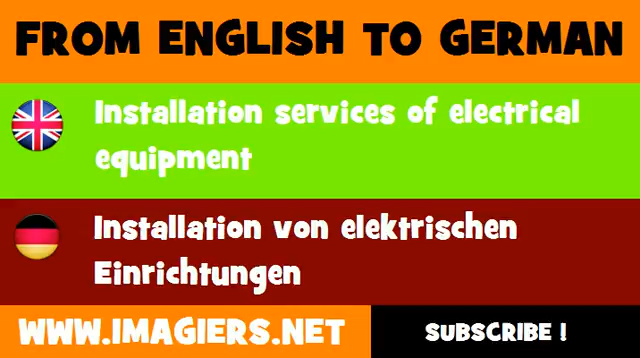 FROM ENGLISH TO GERMAN
Installation services of electrical
equipment
Installation von elektrischen
Einrichtungen
WWW.IMAGIERS.NET
SUBSCRIBE !